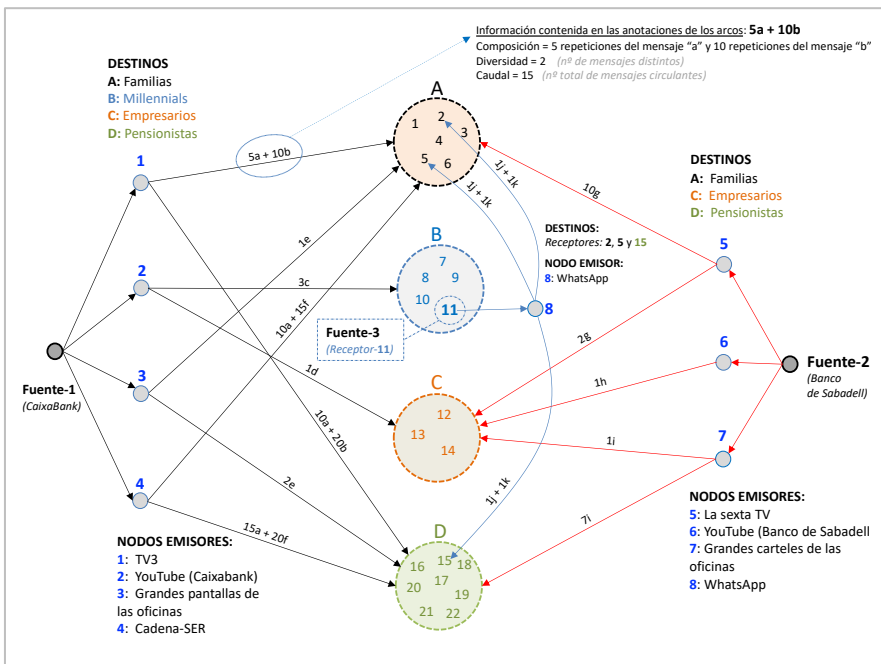 Información contenida en las anotaciones de los arcos: 5a + 10b
Composición = 5 repeticiones del mensaje “a” y 10 repeticiones del mensaje “b”
Diversidad = 2 (nº de mensajes distintos)
Caudal = 15 (nº total de mensajes circulantes)
DESTINOS
A: Familias
B: Millennials
C: Empresarios
D: Pensionistas
A
1
2
3
4
5
6
5a + 10b
1e
10a + 15f
3c
1d
10a + 20b
2e
15a + 20f
1
2
3
4
Fuente-1
(CaixaBank)
B
7
8
9
10
11
Fuente-3
(Receptor-11)
C
12
13
14
D
15
16
17
18
19
20
21
22
1j + 1k
1j + 1k
1j + 1k
DESTINOS:
Receptores: 2, 5 y 15
NODO EMISOR:
8: WhatsApp
8
10g
2g
1h
1i
7i
DESTINOS
A: Familias
C: Empresarios
D: Pensionistas
5
6
7
Fuente-2
(Banco
de Sabadell)
NODOS EMISORES:
1: TV3
2: YouTube (Caixabank)
3: Grandes pantallas de
las oficinas
4: Cadena-SER
NODOS EMISORES:
5: La sexta TV
6: YouTube (Banco de Sabadell
7: Grandes carteles de las
oficinas
8: WhatsApp